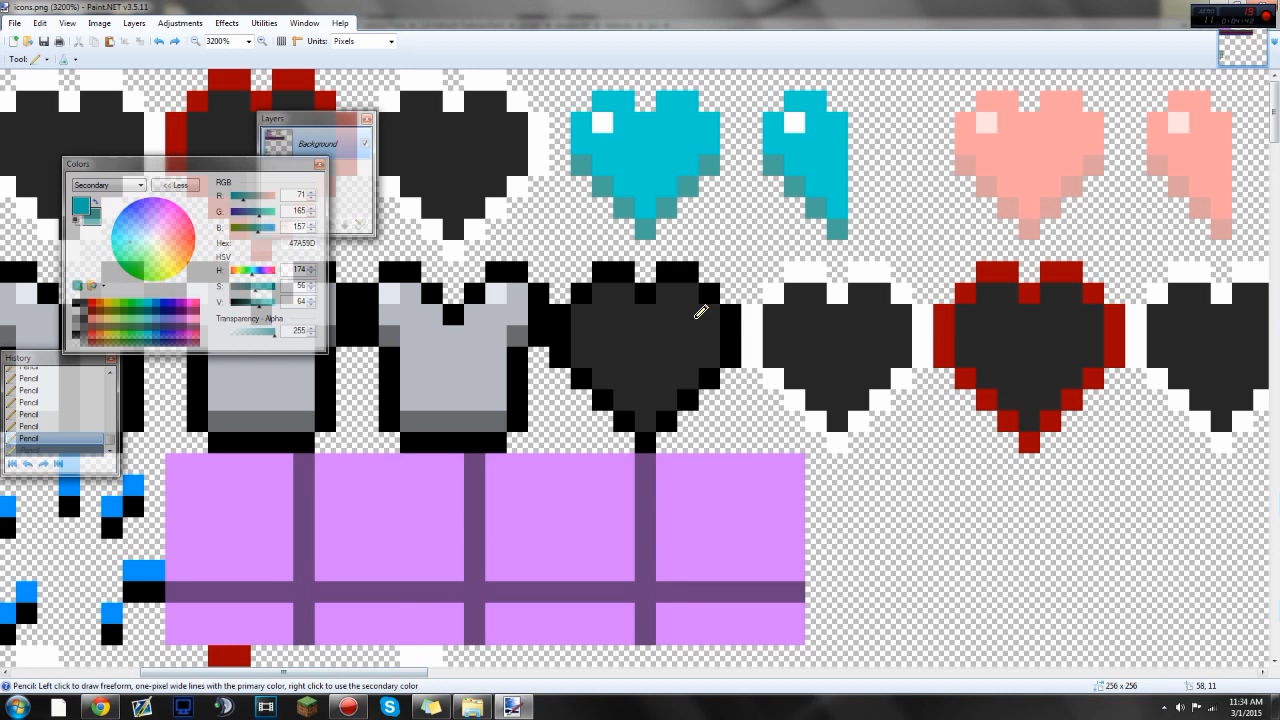 icons.png (3200%) - Paint.NET v3.5.11
File Edit View Image Layers Adjustments Effects Utilities Window Help
3200% Units: Pixels
Tool:
Layers
Background
Colors
Secondary << Less
RGB
R: 71
G: 165
B: 157
Hex: 47A59D
HSV
H: 174
S: 56
V: 64
Transparency - Alpha
255
History
Pencil
Pencil
Pencil
Pencil
Pencil
Pencil
Pencil
Pencil: Left click to draw freeform, one-pixel wide lines with the primary color, right click to use the secondary color
256 x 256
58, 11
11:34 AM
3/1/2015